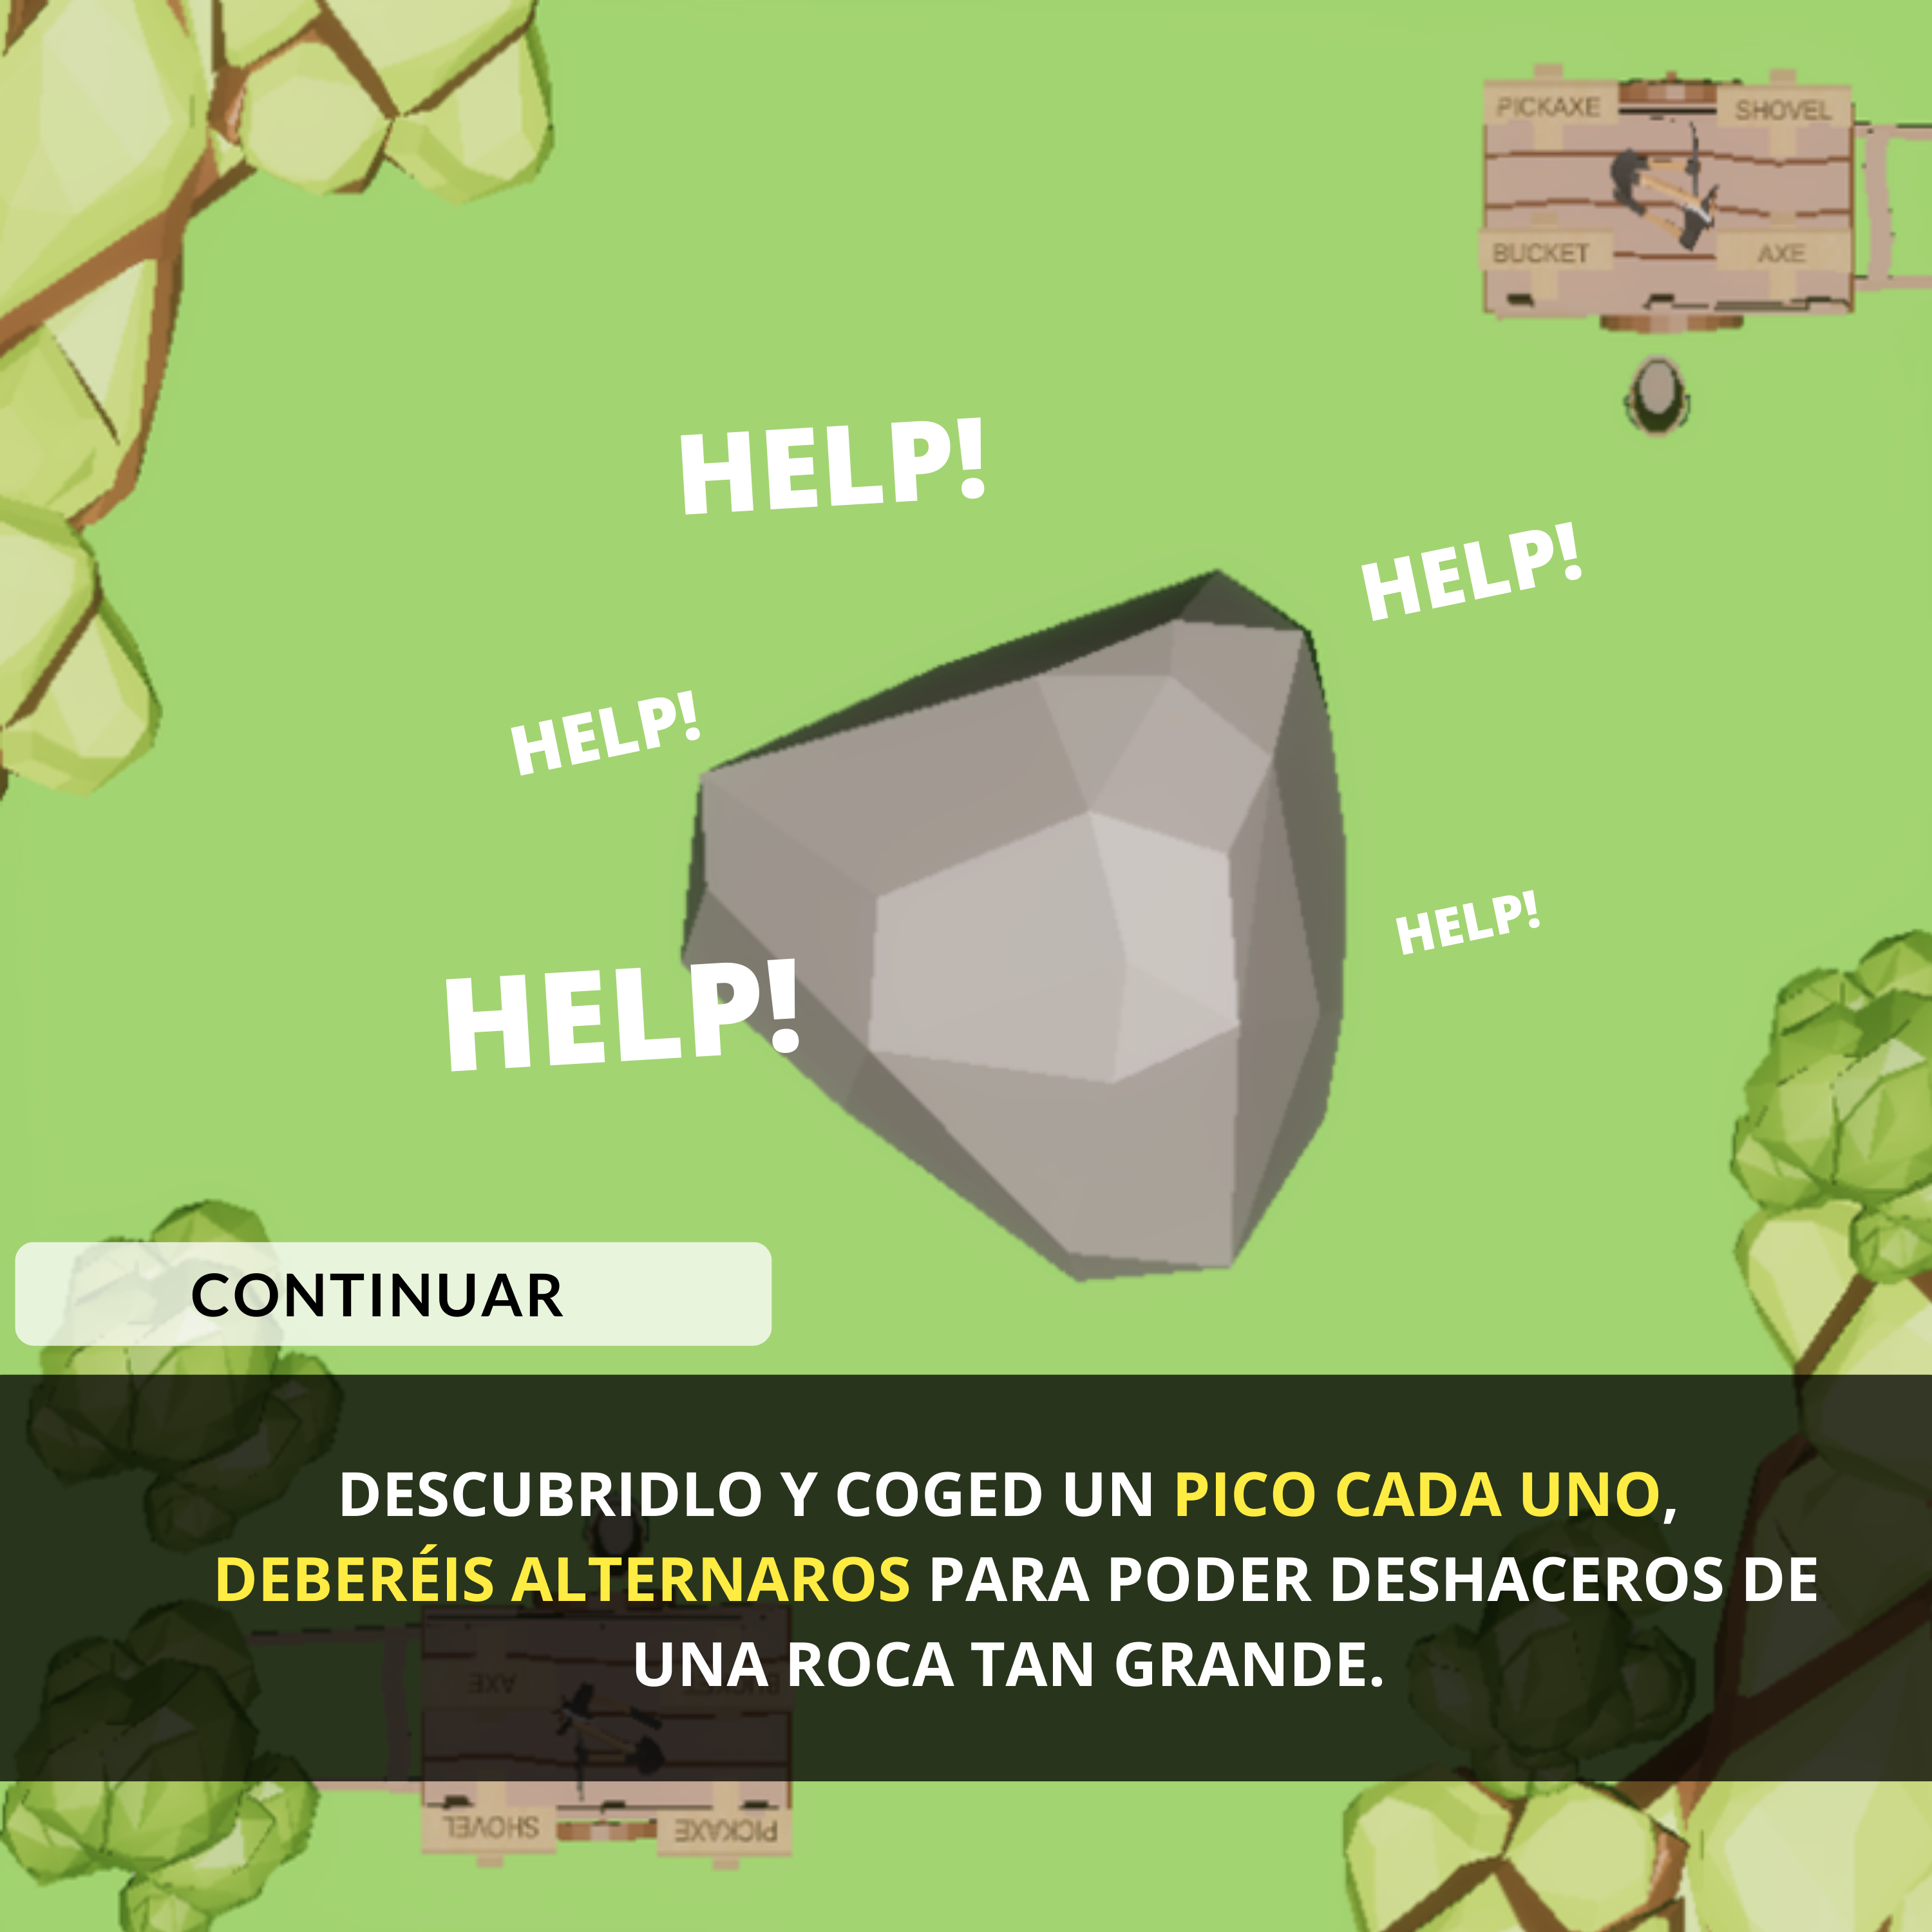 PICKAXE
SHOVEL
BUCKET
AXE
HELP!
HELP!
HELP!
HELP!
HELP!
CONTINUAR
DESCUBRIDLO Y COGED UN PICO CADA UNO,
DEBERÉIS ALTERNAROS PARA PODER DESHACEROS DE
UNA ROCA TAN GRANDE.
AXE
BUCKET
SHOVEL
PICKAXE